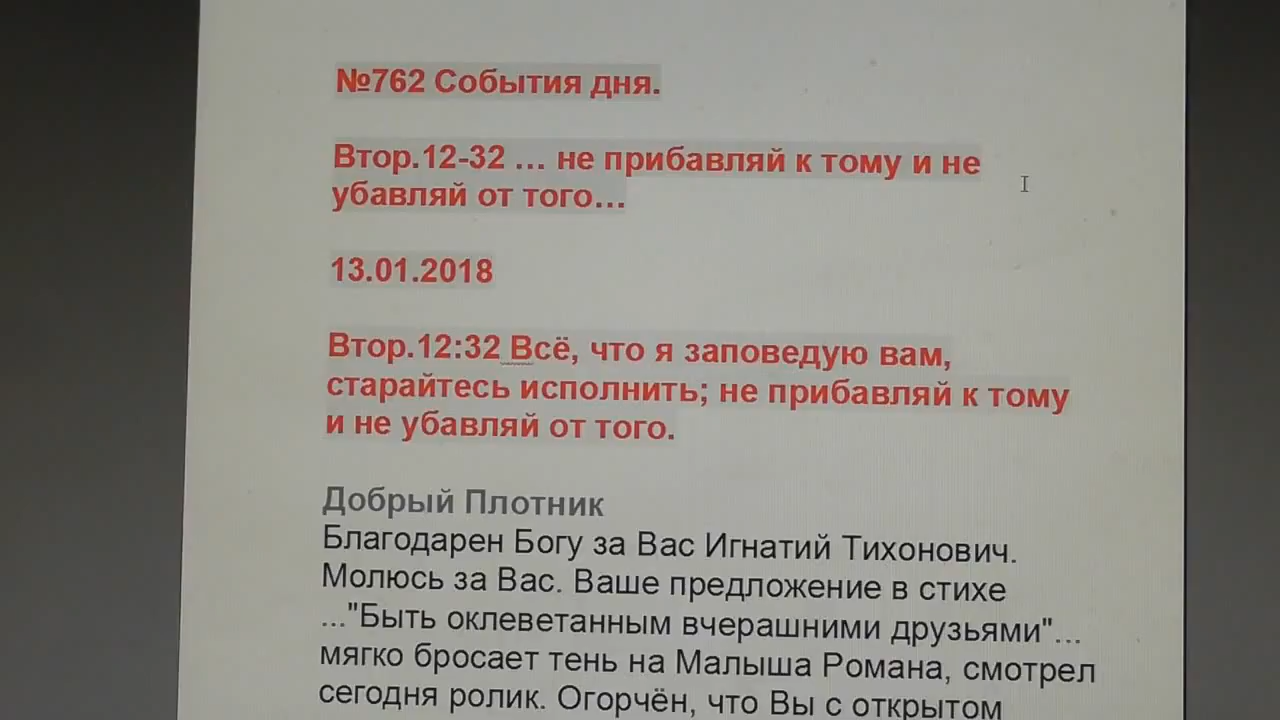 №762 События дня.
Втор.12-32 ... не прибавляй к тому и не
убавляй от того...
13.01.2018
Втор.12:32 Всё, что я заповедую вам,
старайтесь исполнить; не прибавляй к тому
и не убавляй от того.
Добрый Плотник
Благодарен Богу за Вас Игнатий Тихонович.
Молюсь за Вас. Ваше предложение в стихе
..."Быть оклеветанным вчерашними друзьями"...
мягко бросает тень на Малыша Романа, смотрел
сегодня ролик. Огорчён, что Вы с открытом